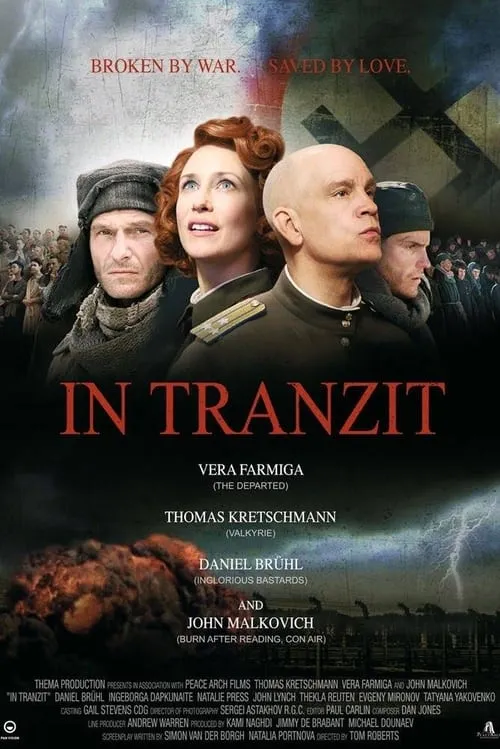 BROKEN BY WAR. SAVED BY LOVE.
IN TRANZIT
VERA FARMIGA
(THE DEPARTED)
THOMAS KRETSCHMANN
(VALKYRIE)
DANIEL BRÜHL
(INGLORIOUS BASTARDS)
AND
JOHN MALKOVICH
(BURN AFTER READING, CON AIR)
THEMA PRODUCTION PRESENTS IN ASSOCIATION WITH PEACE ARCH FILMS THOMAS KRETSCHMANN VERA FARMIGA AND JOHN MALKOVICH
"IN TRANZIT" DANIEL BRÜHL INGEBORGA DAPKUNAITE NATALIE PRESS JOHN LYNCH THEKLA REUTEN EVGENY MIRONOV TATYANA YAKOVENKO
CASTING GAIL STEVENS CDG DIRECTOR OF PHOTOGRAPHY SERGEI ASTAKHOV R.G.C. EDITOR PAUL CARLIN COMPOSER DAN JONES
LINE PRODUCER ANDREW WARREN PRODUCED BY KAMI NAGHDI JIMMY DE BRABANT MICHAEL DOUNAEV
SCREENPLAY WRITTEN BY SIMON VAN DER BORGH NATALIA PORTNOVA DIRECTED BY TOM ROBERTS